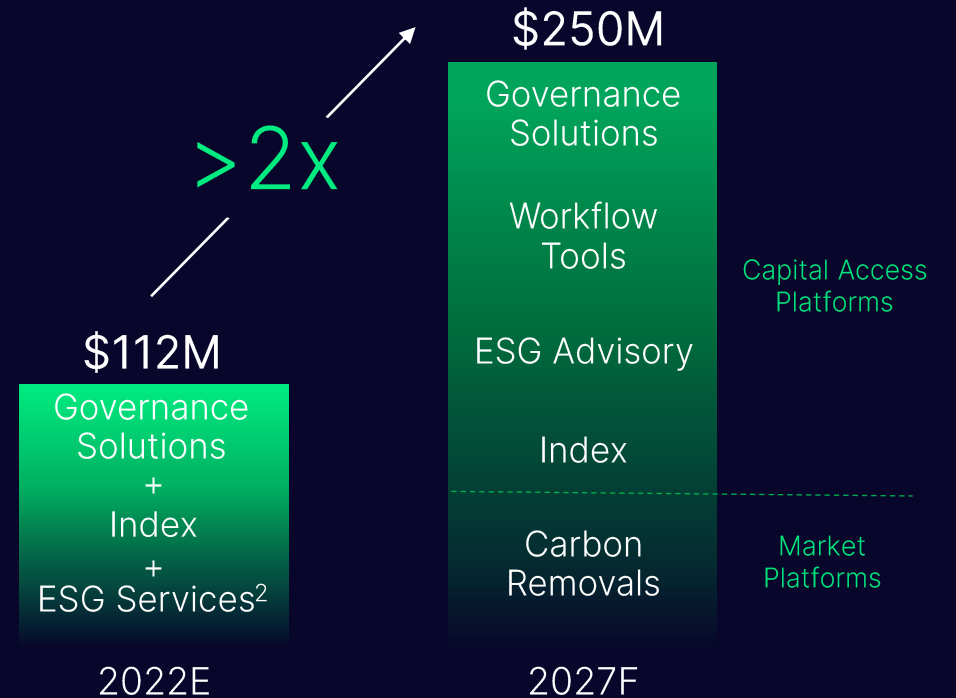 $250M
>2x
$112M
Governance
Solutions
+
Index
+
ESG Services²
2022E
Governance
Solutions
Workflow
Tools
ESG Advisory
Index
Carbon
Removals
2027F
Capital Access
Platforms
Market
Platforms